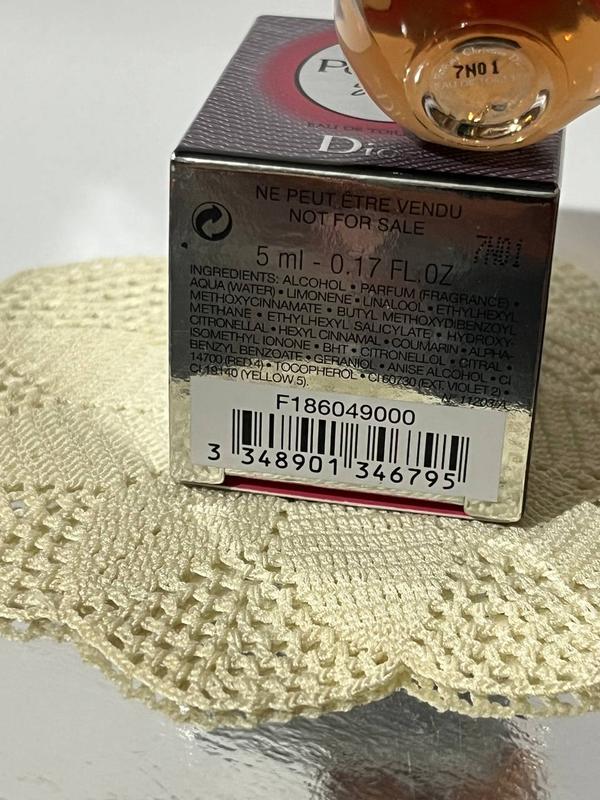 7N01
EAU DE TOIL
NE PEUT ÊTRE VENDU
NOT FOR SALE
7N01
5 ml - 0.17 FL.OZ
INGREDIENTS: ALCOHOL • PARFUM (FRAGRANCE) •
AQUA (WATER) • LIMONENE • LINALOOL • ETHYLHEXYL
METHOXYCINNAMATE • BUTYL METHOXYDIBENZOYL
METHANE • ETHYLHEXYL SALICYLATE • HYDROXY-
CITRONELLAL • HEXYL CINNAMAL • COUMARIN • ALPHA-
ISOMETHYL IONONE • BHT • CITRONELLOL • CITRAL •
BENZYL BENZOATE • GERANIOL • ANISE ALCOHOL • CI
14700 (RED 4) • TOCOPHEROL • CI 60730 (EXT. VIOLET 2) •
CI 19140 (YELLOW 5).
F186049000
3 348901 346795